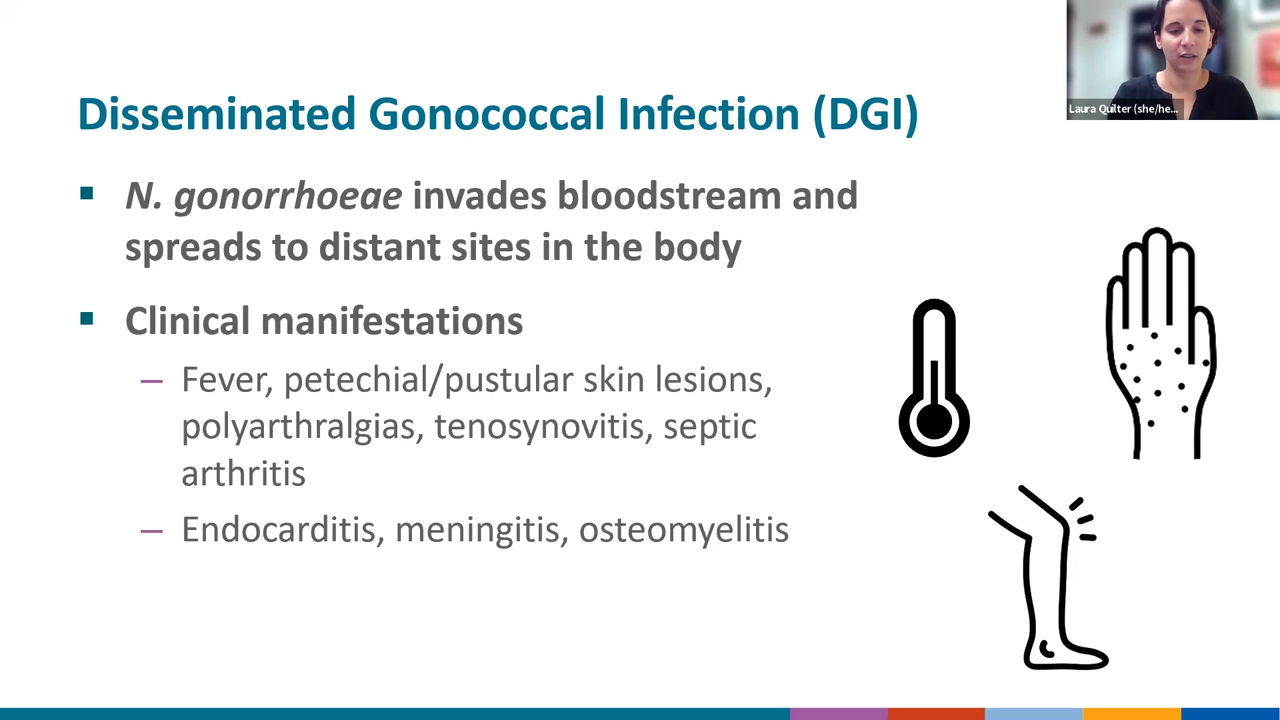 Laura Quilter (she/he...
Disseminated Gonococcal Infection (DGI)
N. gonorrhoeae invades bloodstream and
spreads to distant sites in the body
Clinical manifestations
– Fever, petechial/pustular skin lesions,
polyarthralgias, tenosynovitis, septic
arthritis
– Endocarditis, meningitis, osteomyelitis